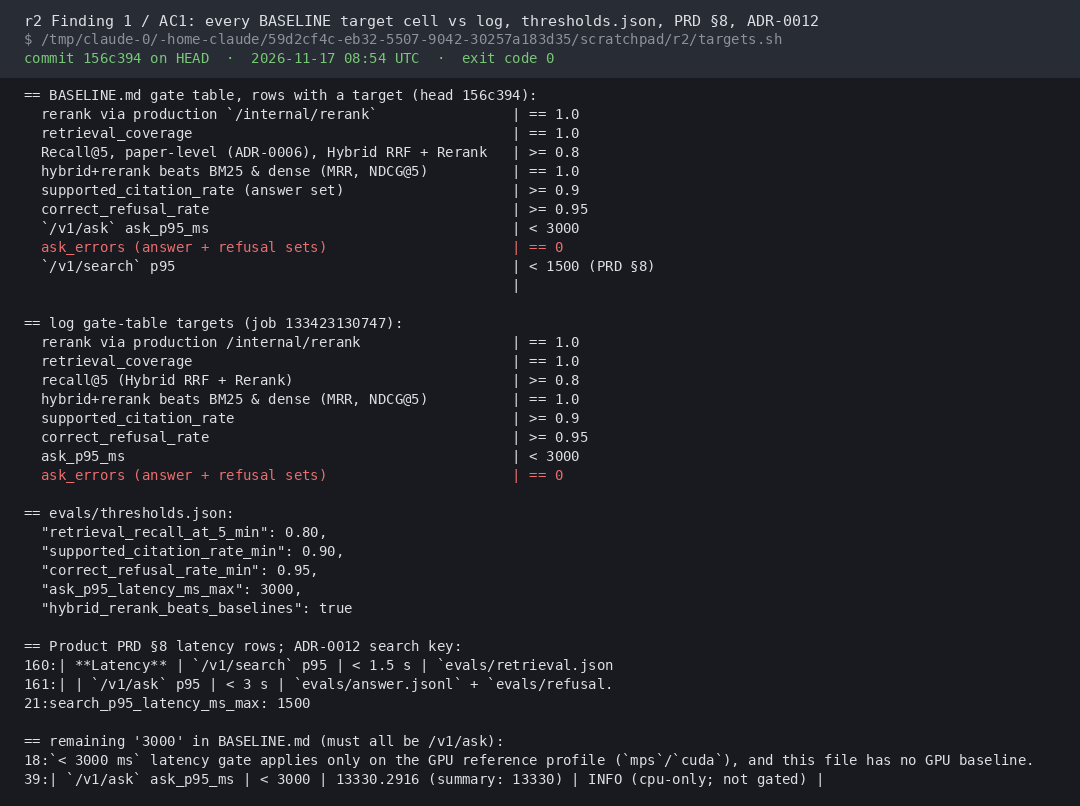 r2 Finding 1 / AC1: every BASELINE target cell vs log, thresholds.json, PRD §8, ADR-0012
$ /tmp/claude-0/-home-claude/59d2cf4c-eb32-5507-9042-30257a183d35/scratchpad/r2/targets.sh
commit 156c394 on HEAD · 2026-11-17 08:54 UTC · exit code 0
== BASELINE.md gate table, rows with a target (head 156c394):
rerank via production `/internal/rerank` | == 1.0
retrieval_coverage | == 1.0
Recall@5, paper-level (ADR-0006), Hybrid RRF + Rerank | >= 0.8
hybrid+rerank beats BM25 & dense (MRR, NDCG@5) | == 1.0
supported_citation_rate (answer set) | >= 0.9
correct_refusal_rate | >= 0.95
`/v1/ask` ask_p95_ms | < 3000
ask_errors (answer + refusal sets) | == 0
`/v1/search` p95 | < 1500 (PRD §8)
|
== log gate-table targets (job 133423130747):
rerank via production /internal/rerank | == 1.0
retrieval_coverage | == 1.0
recall@5 (Hybrid RRF + Rerank) | >= 0.8
hybrid+rerank beats BM25 & dense (MRR, NDCG@5) | == 1.0
supported_citation_rate | >= 0.9
correct_refusal_rate | >= 0.95
ask_p95_ms | < 3000
ask_errors (answer + refusal sets) | == 0
== evals/thresholds.json:
"retrieval_recall_at_5_min": 0.80,
"supported_citation_rate_min": 0.90,
"correct_refusal_rate_min": 0.95,
"ask_p95_latency_ms_max": 3000,
"hybrid_rerank_beats_baselines": true
== Product PRD §8 latency rows; ADR-0012 search key:
160:| **Latency** | `/v1/search` p95 | < 1.5 s | `evals/retrieval.json
161:| | `/v1/ask` p95 | < 3 s | `evals/answer.jsonl` + `evals/refusal.
21:search_p95_latency_ms_max: 1500
== remaining '3000' in BASELINE.md (must all be /v1/ask):
18:`< 3000 ms` latency gate applies only on the GPU reference profile (`mps`/`cuda`), and this file has no GPU baseline.
39:| `/v1/ask` ask_p95_ms | < 3000 | 13330.2916 (summary: 13330) | INFO (cpu-only; not gated) |